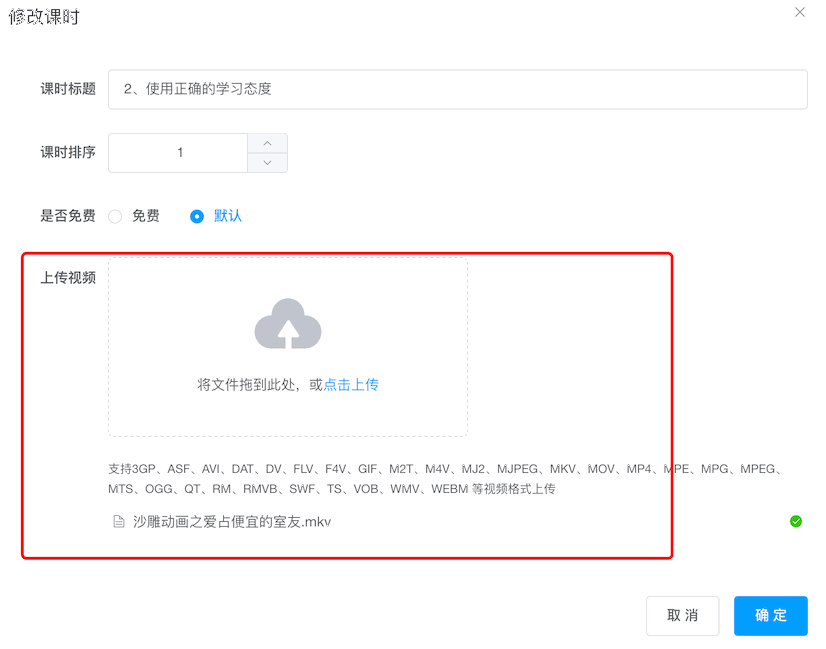 修改课时
课时标题 2、使用正确的学习态度
课时排序 1
是否免费 免费 默认
上传视频
将文件拖到此处，或点击上传
支持3GP、ASF、AVI、DAT、DV、FLV、F4V、GIF、M2T、M4V、MJ2、MJPEG、MKV、MOV、MP4、MPE、MPG、MPEG、
MTS、OGG、QT、RM、RMVB、SWF、TS、VOB、WMV、WEBM 等视频格式上传
沙雕动画之爱占便宜的室友.mkv
取 消 确 定